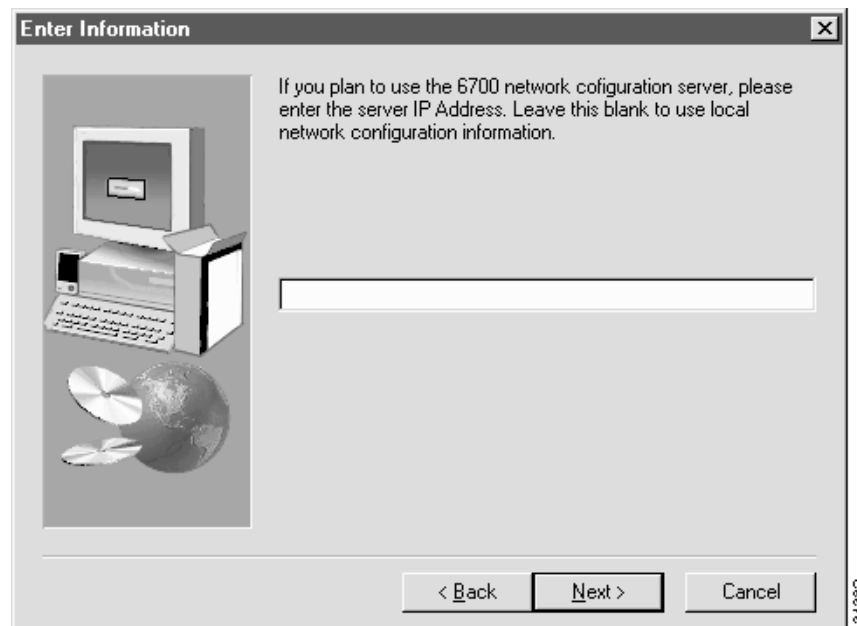 Enter Information
If you plan to use the 6700 network cofiguration server, please
enter the server IP Address. Leave this blank to use local
network configuration information.
< Back
Next >
Cancel